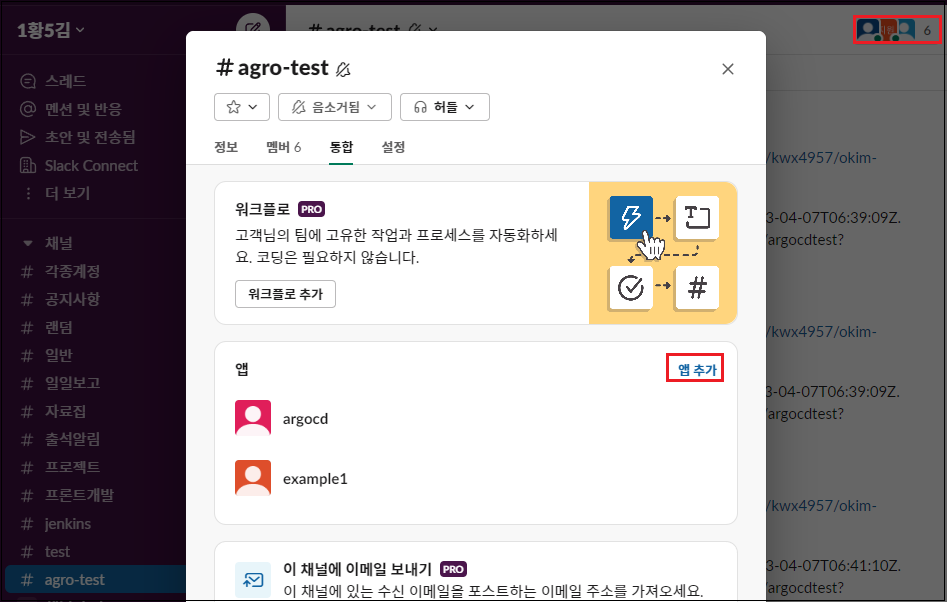 1황5김
# agro-test
6
스레드
멘션 및 반응
초안 및 전송됨
Slack Connect
더 보기
채널
# 각종계정
# 공지사항
# 랜덤
# 일반
# 일일보고
# 자료집
# 출석알림
# 프로젝트
# 프론트개발
# jenkins
# test
# agro-test
# agro-test
음소거됨
허들
정보
멤버 6
통합
설정
워크플로 PRO
고객님의 팀에 고유한 작업과 프로세스를 자동화하세
요. 코딩은 필요하지 않습니다.
워크플로 추가
T
#
앱
앱 추가
argocd
example1
이 채널에 이메일 보내기 PRO
이 채널에 있는 수신 이메일을 포스트하는 이메일 주소를 가져오세요.
/kwx4957/okim-
3-04-07T06:39:09Z.
/argocdtest?
/kwx4957/okim-
3-04-07T06:39:09Z.
/argocdtest?
/kwx4957/okim-
3-04-07T06:41:10Z.
/argocdtest?